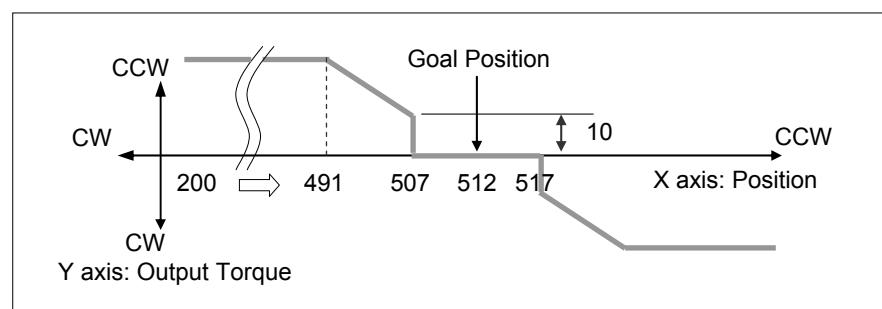 CCW
Goal Position
CW
10
CCW
200
491
507
512
517
X axis: Position
CW
Y axis: Output Torque